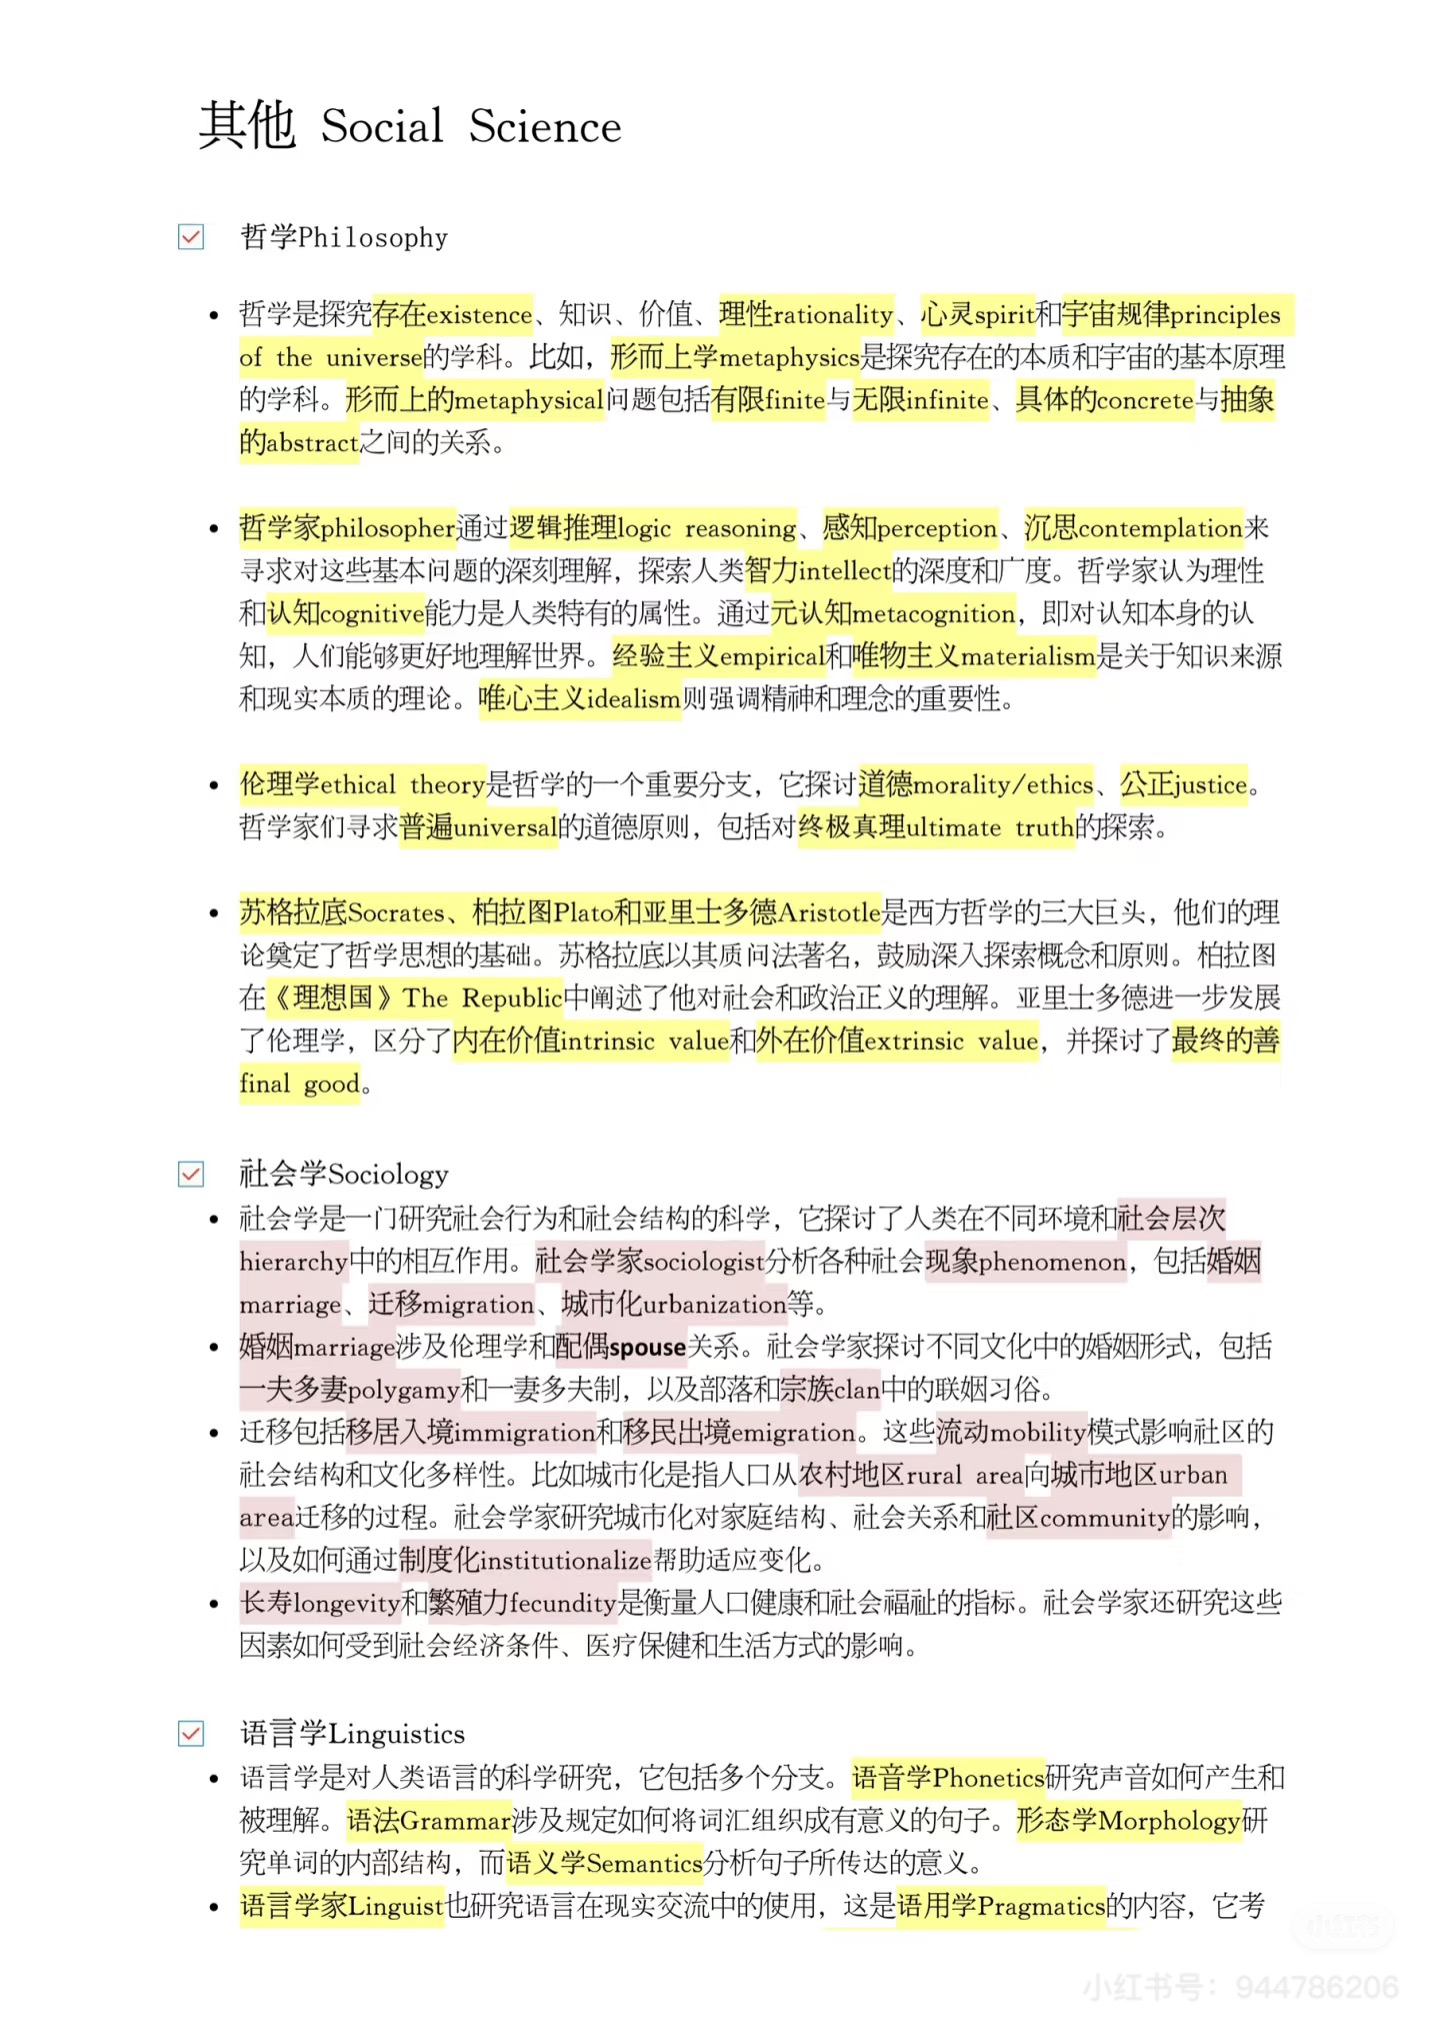 其他 Social Science
哲学Philosophy
哲学是探究存在existence、知识、价值、理性rationality、心灵spirit和宇宙规律principles
of the universe的学科。比如，形而上学metaphysics是探究存在的本质和宇宙的基本原理
的学科。形而上的metaphysical问题包括有限finite与无限infinite、具体的concrete与抽象
的abstract之间的关系。
哲学家philosopher通过逻辑推理logic reasoning、感知perception、沉思contemplation来
寻求对这些基本问题的深刻理解，探索人类智力intellect的深度和广度。哲学家认为理性
和认知cognitive能力是人类特有的属性。通过元认知metacognition，即对认知本身的认
知，人们能够更好地理解世界。经验主义empirical和唯物主义materialism是关于知识来源
和现实本质的理论。唯心主义idealism则强调精神和理念的重要性。
伦理学ethical theory是哲学的一个重要分支，它探讨道德morality/ethics、公正justice。
哲学家们寻求普遍universal的道德原则，包括对终极真理ultimate truth的探索。
苏格拉底Socrates、柏拉图Plato和亚里士多德Aristotle是西方哲学的三大巨头，他们的理
论奠定了哲学思想的基础。苏格拉底以其质问法著名，鼓励深入探索概念和原则。柏拉图
在《理想国》The Republic中阐述了他对社会和政治正义的理解。亚里士多德进一步发展
了伦理学，区分了内在价值intrinsic value和外在价值extrinsic value，并探讨了最终的善
final good。
社会学Sociology
社会学是一门研究社会行为和社会结构的科学，它探讨了人类在不同环境和社会层次
hierarchy中的相互作用。社会学家sociologist分析各种社会现象phenomenon，包括婚姻
marriage、迁移migration、城市化urbanization等。
婚姻marriage涉及伦理学和配偶spouse关系。社会学家探讨不同文化中的婚姻形式，包括
一夫多妻polygamy和一妻多夫制，以及部落和宗族clan中的联姻习俗。
迁移包括移居入境immigration和移民出境emigration。这些流动mobility模式影响社区的
社会结构和文化多样性。比如城市化是指人口从农村地区rural area向城市地区urban
area迁移的过程。社会学家研究城市化对家庭结构、社会关系和社区community的影响，
以及如何通过制度化institutionalize帮助适应变化。
长寿longevity和繁殖力fecundity是衡量人口健康和社会福祉的指标。社会学家还研究这些
因素如何受到社会经济条件、医疗保健和生活方式的影响。
语言学Linguistics
语言学是对人类语言的科学研究，它包括多个分支。语音学Phonetics研究声音如何产生和
被理解。语法Grammar涉及规定如何将词汇组织成有意义的句子。形态学Morphology研
究单词的内部结构，而语义学Semantics分析句子所传达的意义。
语言学家Linguist也研究语言在现实交流中的使用，这是语用学Pragmatics的内容，它考
小红书
小红书号：944786206